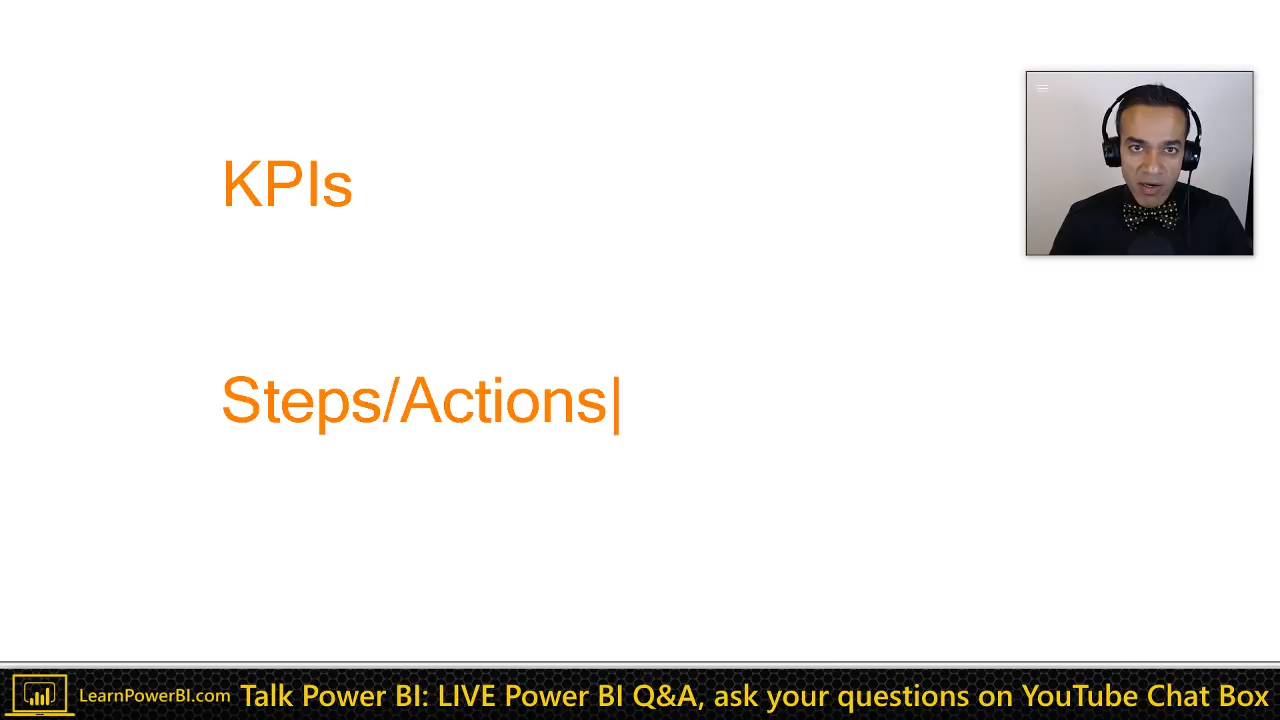 KPIs
Steps/Actions
LearnPowerBI.com Talk Power BI: LIVE Power BI Q&A, ask your questions on YouTube Chat Box